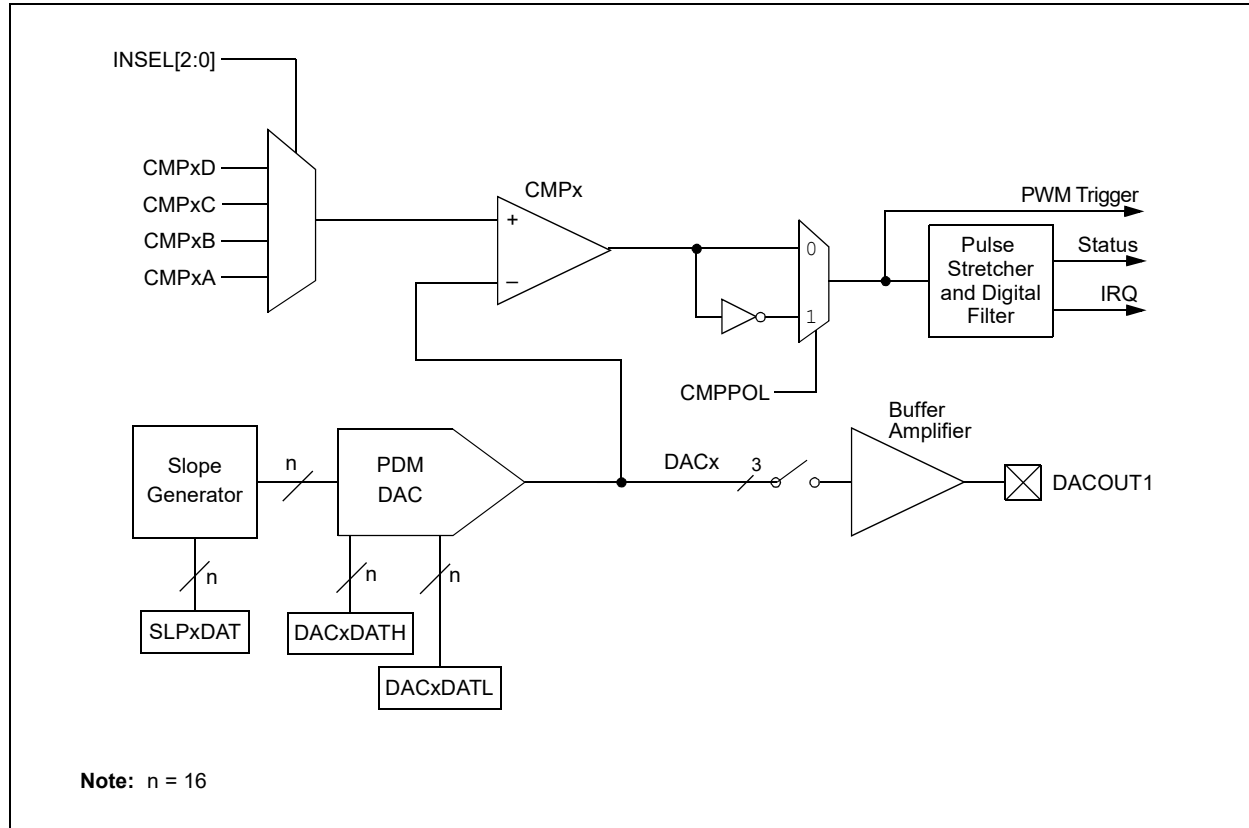 INSEL[2:0]
CMPxD
CMPxC
CMPxB
CMPxA
CMPx
+
–
0
1
CMPPOL
PWM Trigger
Pulse
Stretcher
and Digital
Filter
Status
IRQ
Slope
Generator
n
PDM
DAC
DACx
3
Buffer
Amplifier
DACOUT1
n
n
n
SLPxDAT
DACxDATH
DACxDATL
Note: n = 16